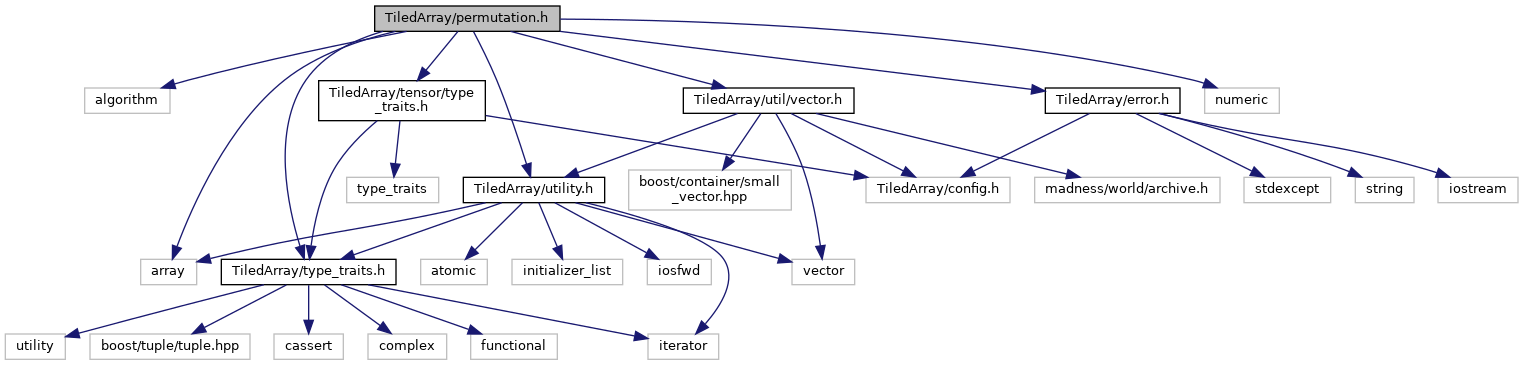 TiledArray/permutation.h
algorithm
TiledArray/tensor/type
_traits.h
TiledArray/util/vector.h
TiledArray/error.h
numeric
type_traits
TiledArray/utility.h
boost/container/small
_vector.hpp
TiledArray/config.h
madness/world/archive.h
stdexcept
string
iostream
array
TiledArray/type_traits.h
atomic
initializer_list
iosfwd
vector
utility
boost/tuple/tuple.hpp
cassert
complex
functional
iterator